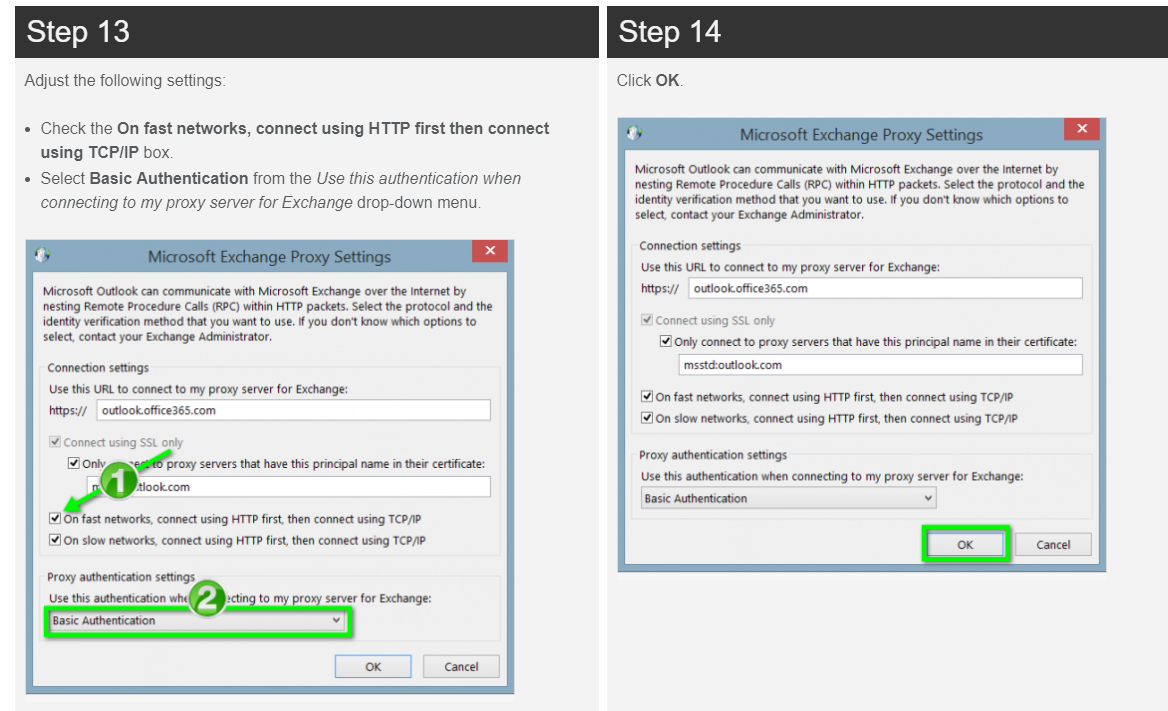 Step 13
Adjust the following settings:
Check the On fast networks, connect using HTTP first then connect
using TCP/IP box.
Select Basic Authentication from the Use this authentication when
connecting to my proxy server for Exchange drop-down menu.
Microsoft Exchange Proxy Settings
Microsoft Outlook can communicate with Microsoft Exchange over the Internet by
nesting Remote Procedure Calls (RPC) within HTTP packets. Select the protocol and the
identity verification method that you want to use. If you don't know which options to
select, contact your Exchange Administrator.
Connection settings
Use this URL to connect to my proxy server for Exchange:
https:// outlook.office365.com
Connect using SSL only
to proxy servers that have this principal name in their certificate:
1
On fast networks, connect using HTTP first, then connect using TCP/IP
On slow networks, connect using HTTP first, then connect using TCP/IP
Proxy authentication settings
Use this authentication 2 to my proxy server for Exchange:
Basic Authentication
OK Cancel
Step 14
Click OK.
Microsoft Exchange Proxy Settings
Microsoft Outlook can communicate with Microsoft Exchange over the Internet by
nesting Remote Procedure Calls (RPC) within HTTP packets. Select the protocol and the
identity verification method that you want to use. If you don't know which options to
select, contact your Exchange Administrator.
Connection settings
Use this URL to connect to my proxy server for Exchange:
https:// outlook.office365.com
Connect using SSL only
Only connect to proxy servers that have this principal name in their certificate:
msstd:outlook.com
On fast networks, connect using HTTP first, then connect using TCP/IP
On slow networks, connect using HTTP first, then connect using TCP/IP
Proxy authentication settings
Use this authentication when connecting to my proxy server for Exchange:
Basic Authentication
OK Cancel